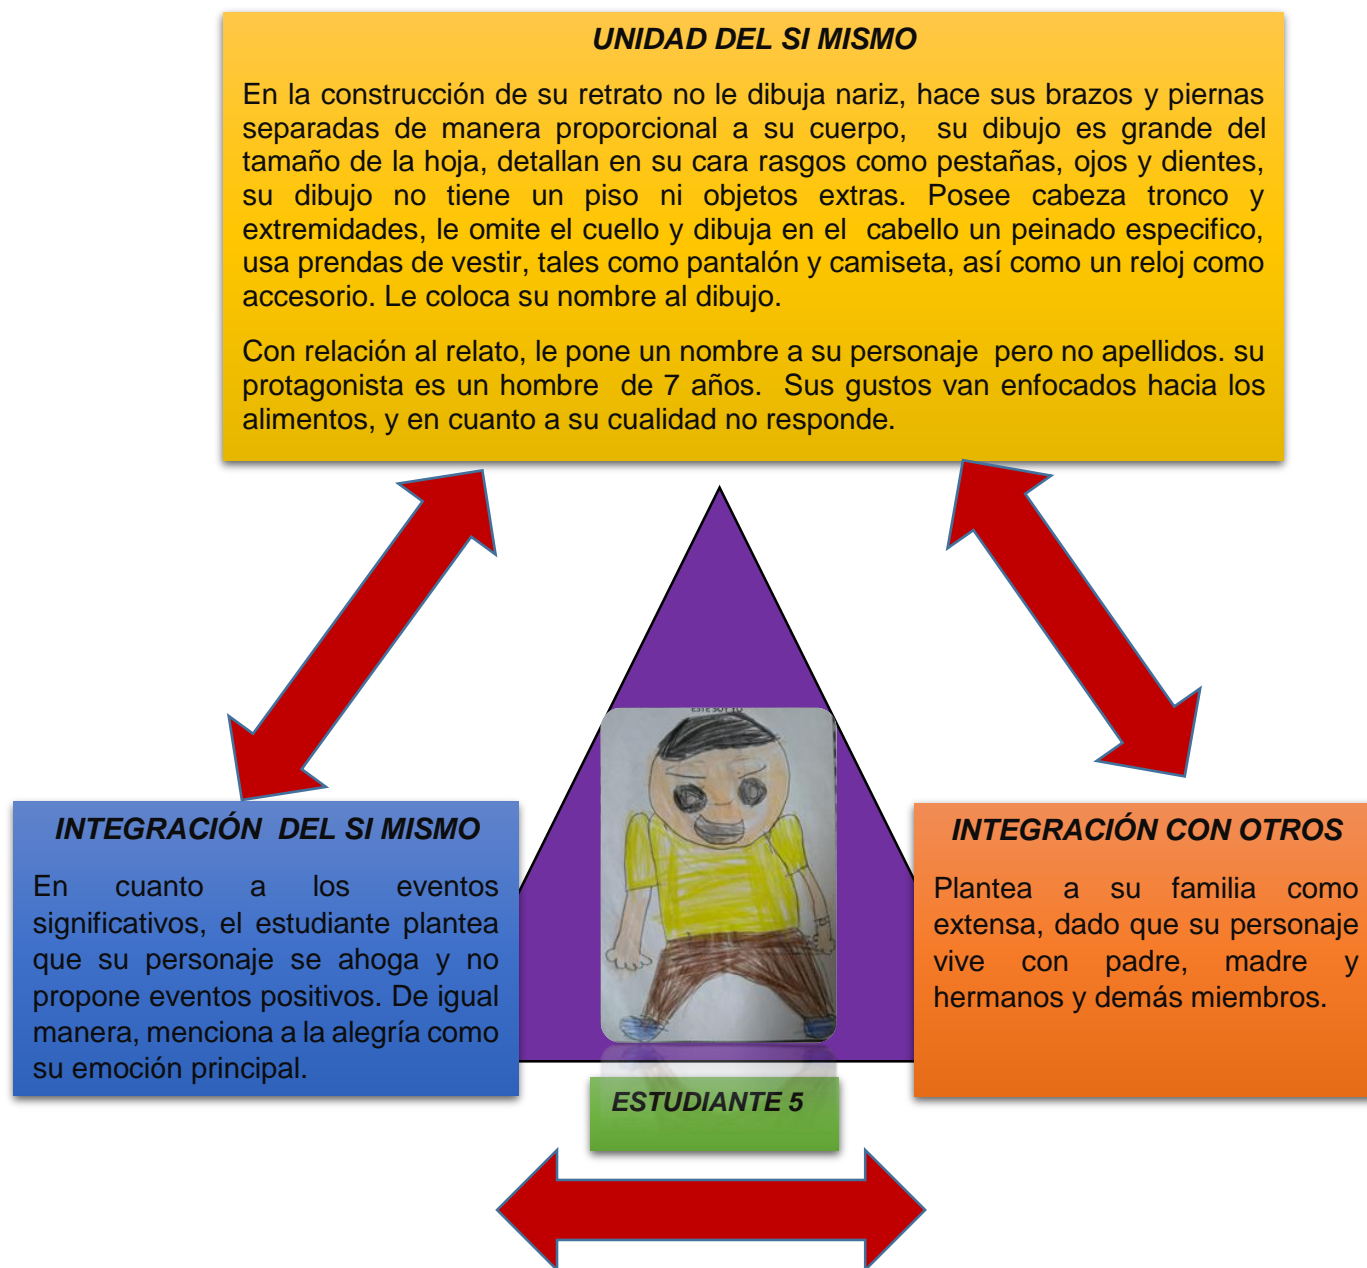 UNIDAD DEL SI MISMO
En la construcción de su retrato no le dibuja nariz, hace sus brazos y piernas
separadas de manera proporcional a su cuerpo, su dibujo es grande del
tamaño de la hoja, detallan en su cara rasgos como pestañas, ojos y dientes,
su dibujo no tiene un piso ni objetos extras. Posee cabeza tronco y
extremidades, le omite el cuello y dibuja en el cabello un peinado especifico,
usa prendas de vestir, tales como pantalón y camiseta, así como un reloj como
accesorio. Le coloca su nombre al dibujo.
Con relación al relato, le pone un nombre a su personaje pero no apellidos. su
protagonista es un hombre de 7 años. Sus gustos van enfocados hacia los
alimentos, y en cuanto a su cualidad no responde.
ESTE SOY YO
INTEGRACIÓN DEL SI MISMO
En cuanto a los eventos
significativos, el estudiante plantea
que su personaje se ahoga y no
propone eventos positivos. De igual
manera, menciona a la alegría como
su emoción principal.
INTEGRACIÓN CON OTROS
Plantea a su familia como
extensa, dado que su personaje
vive con padre, madre y
hermanos y demás miembros.
ESTUDIANTE 5